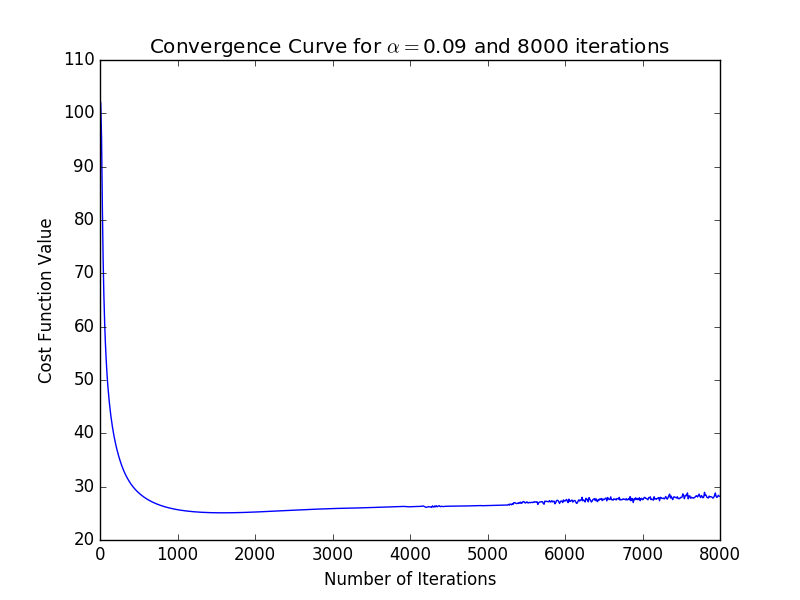 Convergence Curve for α = 0.09 and 8000 iterations
110
100
90
80
70
60
50
40
30
20
Cost Function Value
0 1000 2000 3000 4000 5000 6000 7000 8000
Number of Iterations